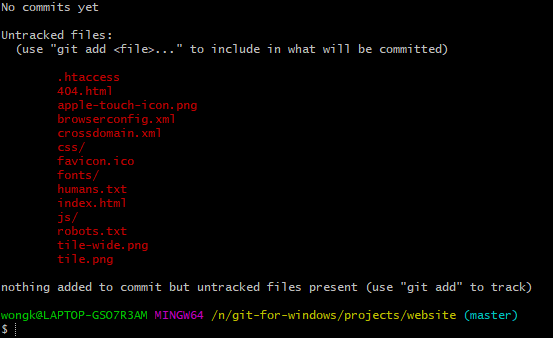 No commits yet
Untracked files:
(use "git add <file>..." to include in what will be committed)
.htaccess
404.html
apple-touch-icon.png
browserconfig.xml
crossdomain.xml
css/
favicon.ico
fonts/
humans.txt
index.html
js/
robots.txt
tile-wide.png
tile.png
nothing added to commit but untracked files present (use "git add" to track)
wongk@LAPTOP-GSO7R3AM MINGW64 /n/git-for-windows/projects/website (master)
$